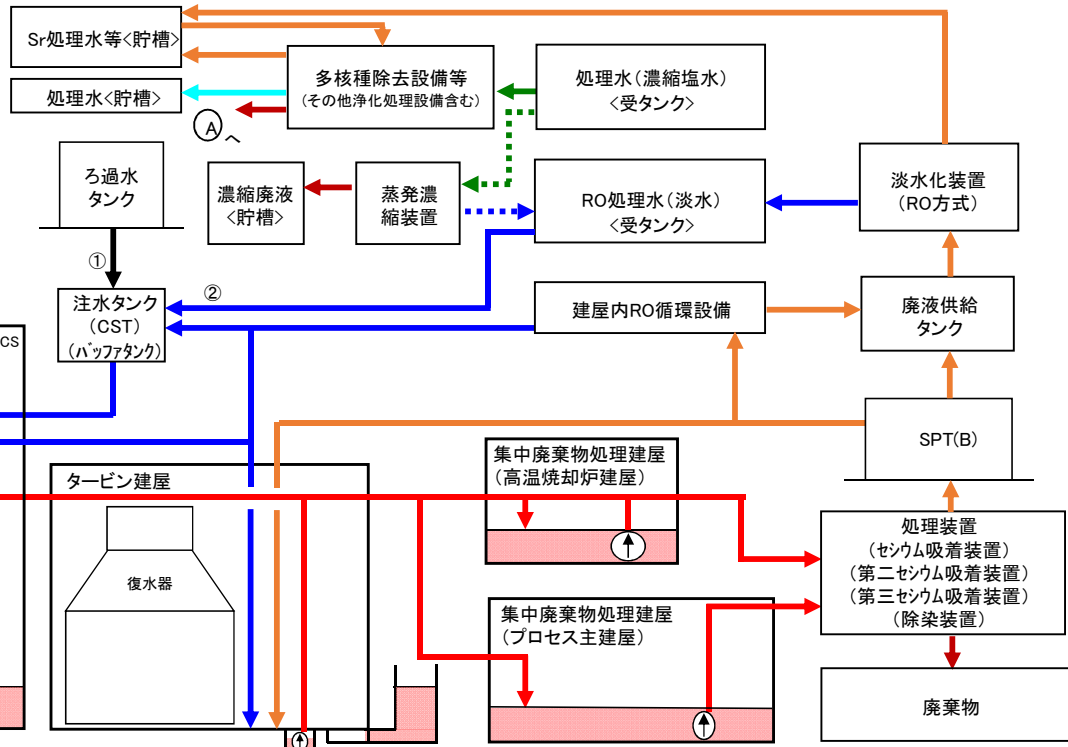 Sr処理水等<貯槽>
処理水<貯槽>
多核種除去設備等
(その他浄化処理設備含む)
処理水(濃縮塩水)
<受タンク>
A
へ
ろ過水
タンク
濃縮廃液
<貯槽>
蒸発濃
縮装置
RO処理水(淡水)
<受タンク>
淡水化装置
(RO方式)
①
②
注水タンク
(CST)
(バッファタンク)
建屋内RO循環設備
廃液供給
タンク
CS
SPT(B)
タービン建屋
復水器
集中廃棄物処理建屋
(高温焼却炉建屋)
処理装置
(セシウム吸着装置)
(第二セシウム吸着装置)
(第三セシウム吸着装置)
(除染装置)
集中廃棄物処理建屋
(プロセス主建屋)
廃棄物